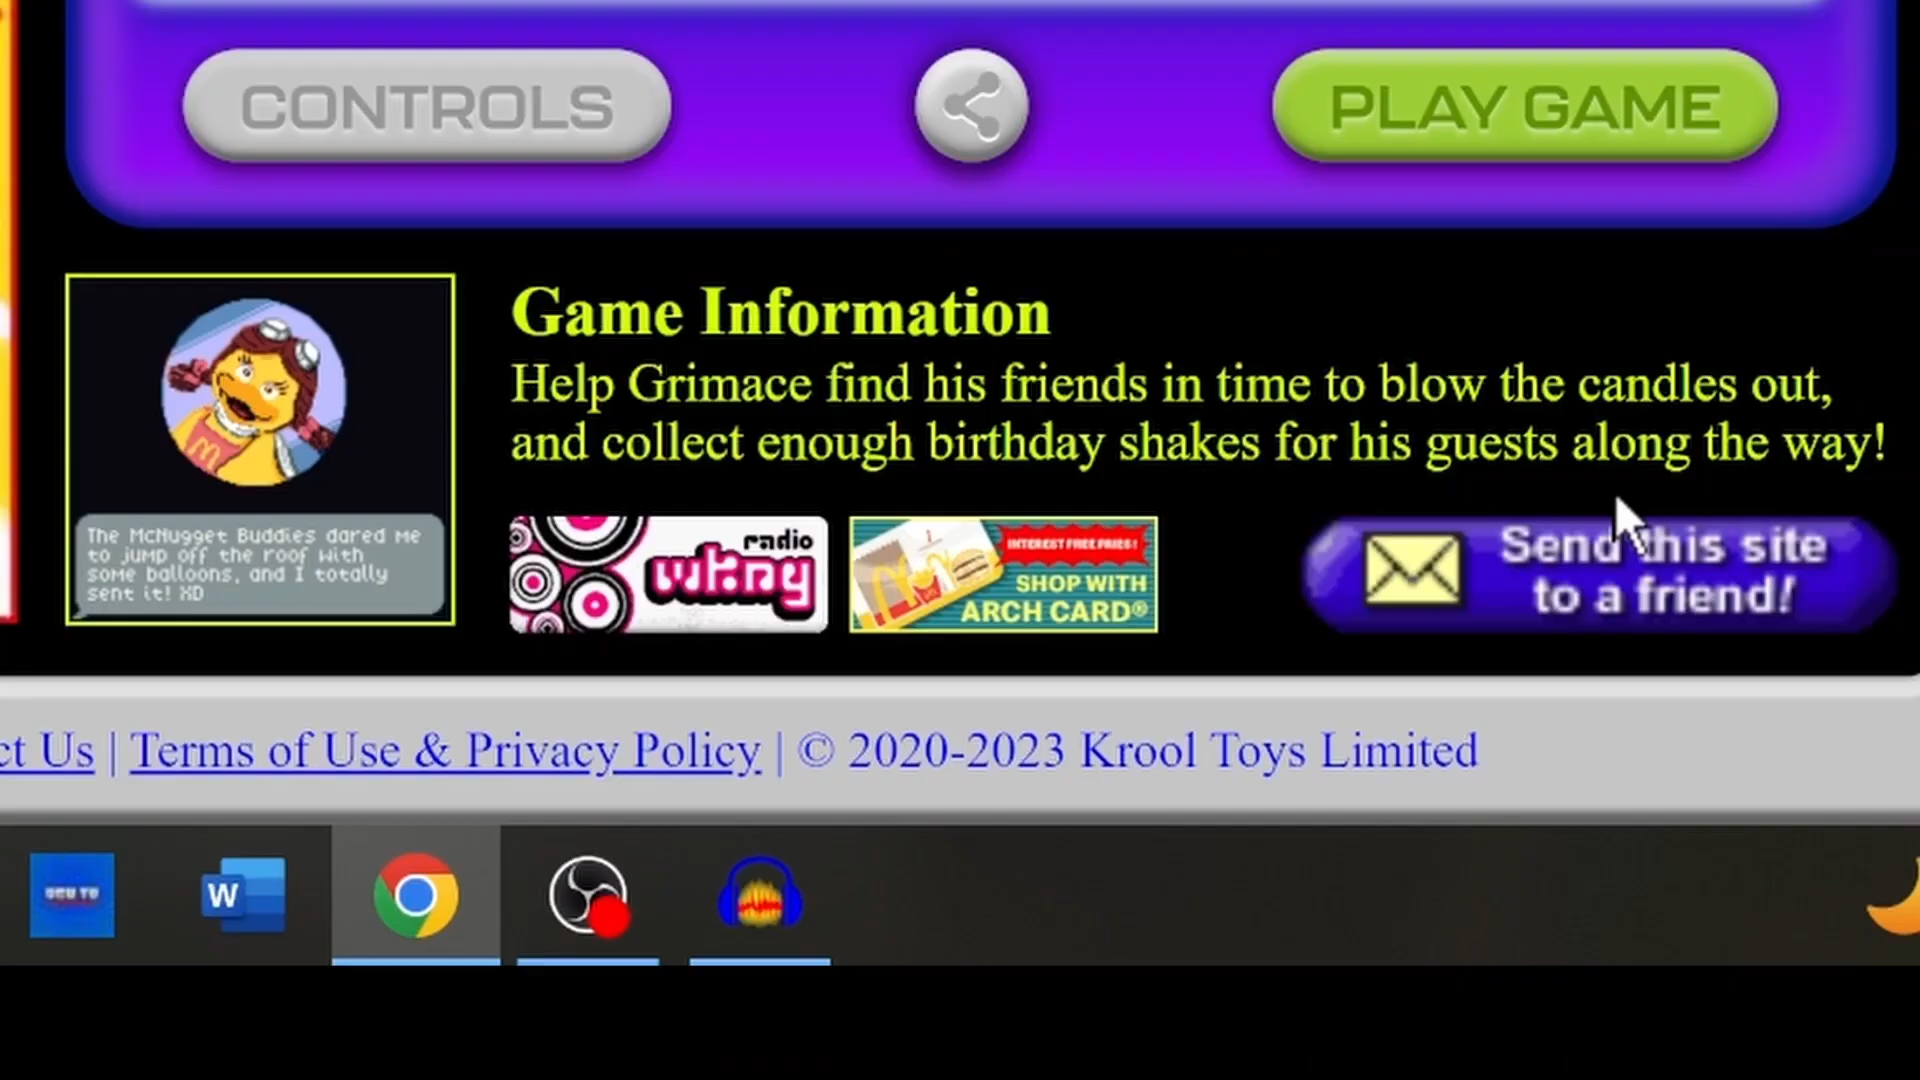 CONTROLS
PLAY GAME
Game Information
Help Grimace find his friends in time to blow the candles out,
and collect enough birthday shakes for his guests along the way!
The McNugget Buddies dared me
to jump off the roof with
some balloons, and I totally
sent it! XD
radio
wkny
INTEREST FREE FRIES!
SHOP WITH
ARCH CARD®
Send this site
to a friend!
ct Us | Terms of Use & Privacy Policy | © 2020-2023 Krool Toys Limited
W